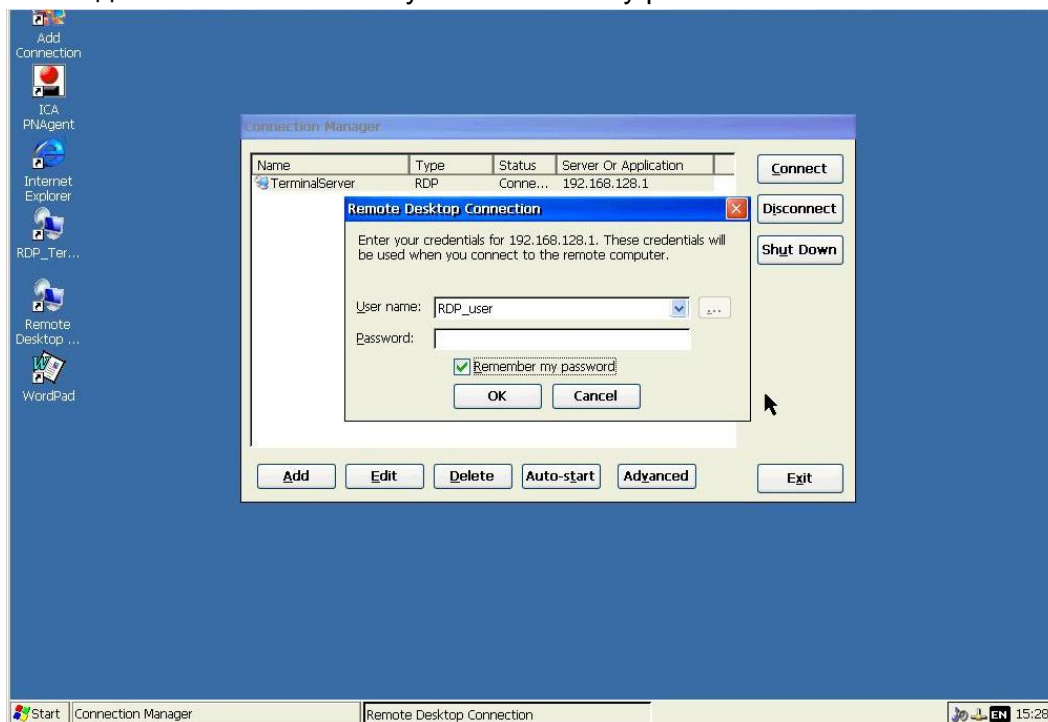 Add
Connection
ICA
PNAgent
Internet
Explorer
RDP_Ter...
Remote
Desktop ...
WordPad
Connection Manager
Name Type Status Server Or Application
TerminalServer RDP Conne... 192.168.128.1
Connect
Disconnect
Shut Down
Remote Desktop Connection
Enter your credentials for 192.168.128.1. These credentials will
be used when you connect to the remote computer.
User name: RDP_user ...
Password:
Remember my password
OK Cancel
Add Edit Delete Auto-start Advanced Exit
Start Connection Manager Remote Desktop Connection EN 15:28